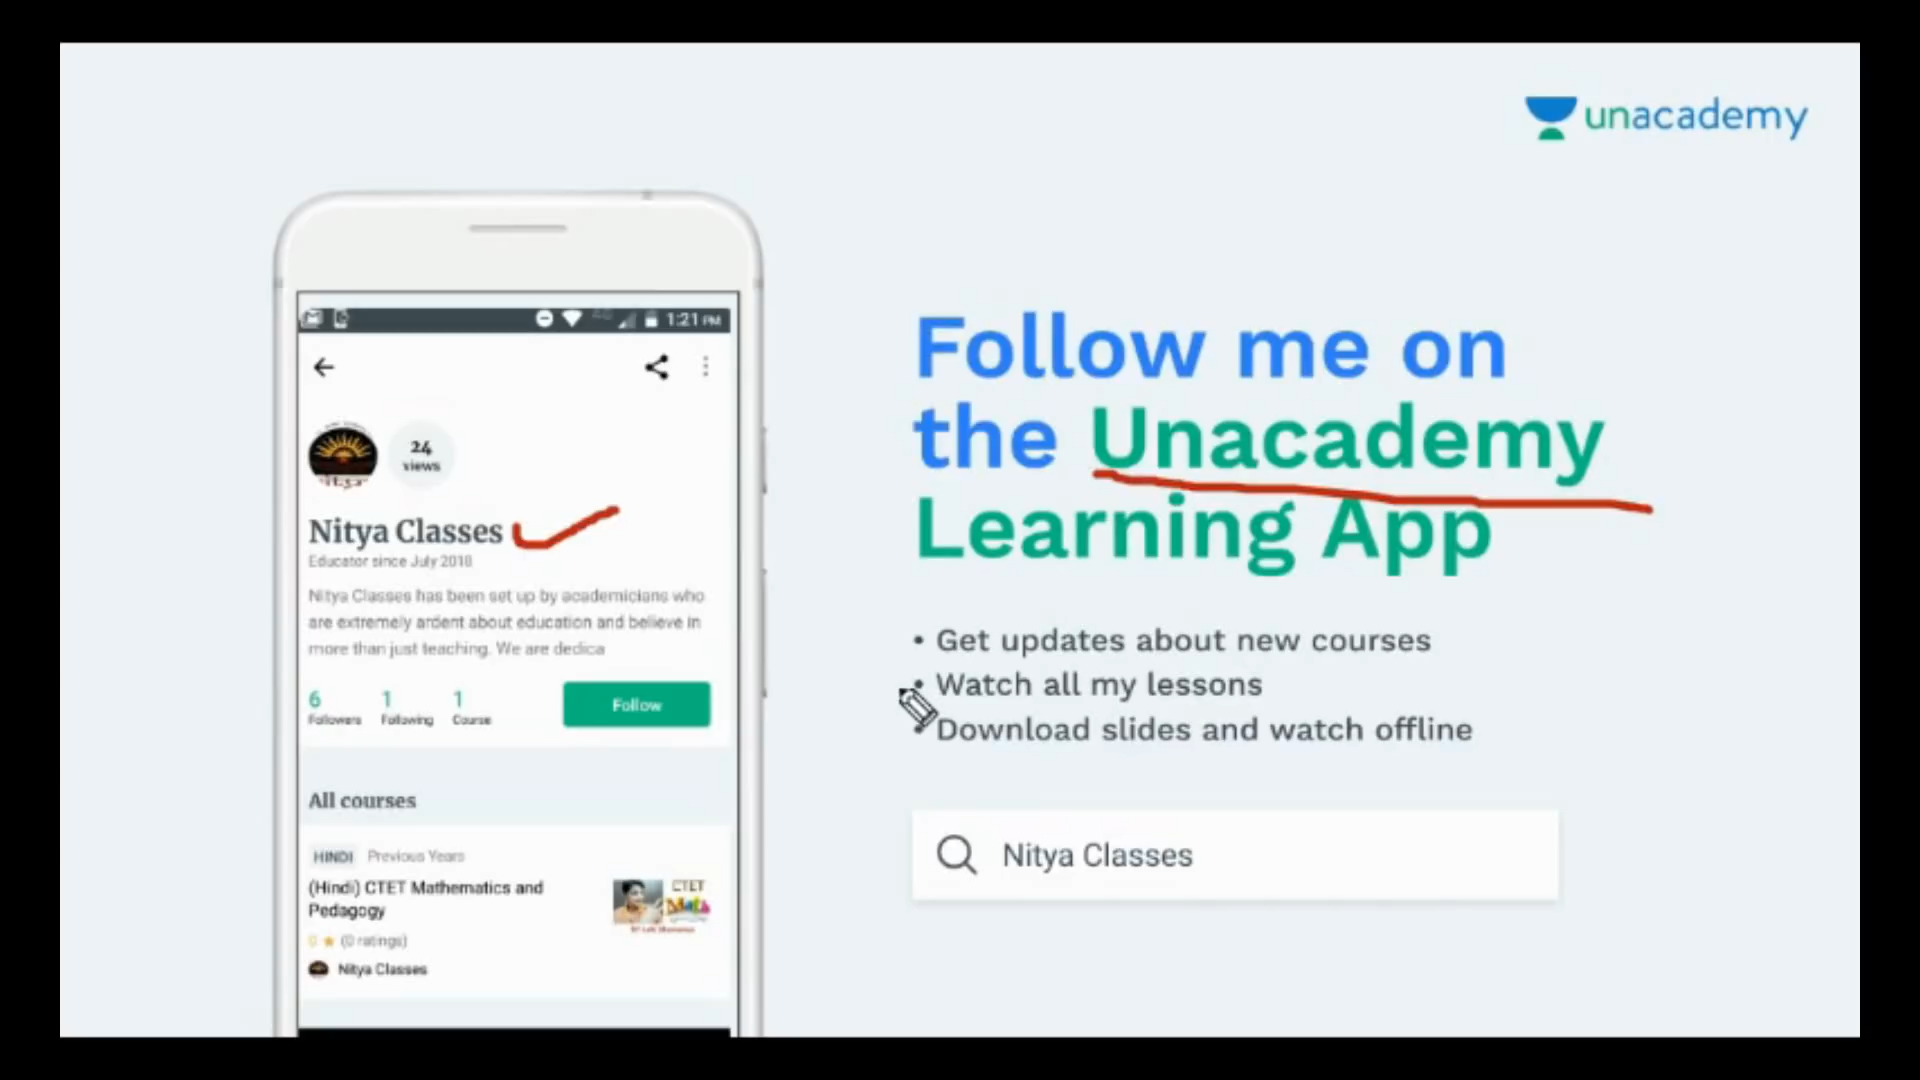 unacademy
1:21 PM
24
views
Nitya Classes
Educator since July 2018
Nitya Classes has been set up by academicians who
are extremely ardent about education and believe in
more than just teaching. We are dedica
6 1 1
Followers Following Course
Follow
All courses
HINDI Previous Years
(Hindi) CTET Mathematics and
Pedagogy
CTET
0 ★ (0 ratings)
Nitya Classes
Follow me on
the Unacademy
Learning App
• Get updates about new courses
• Watch all my lessons
• Download slides and watch offline
Nitya Classes